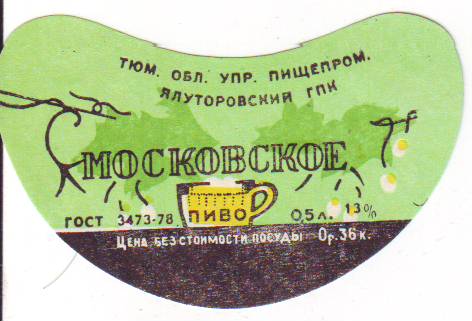 ТЮМ. ОБЛ. УПР. ПИЩЕПРОМ.
ЯЛУТОРОВСКИЙ ГПК
МОСКОВСКОЕ
ГОСТ 3473-78 ПИВО 0,5 л. 13%
ЦЕНА БЕЗ СТОИМОСТИ ПОСУДЫ 0р.36к.